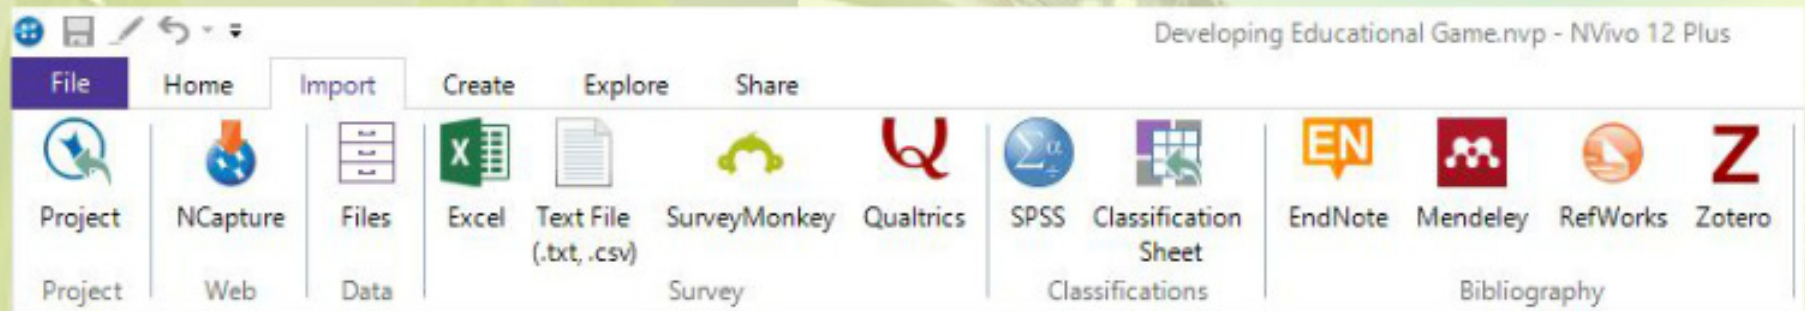 Developing Educational Game.nvp - NVivo 12 Plus
File Home Import Create Explore Share
X EN Z
Project NCapture Files Excel Text File SurveyMonkey Qualtrics SPSS Classification EndNote Mendeley RefWorks Zotero
(.txt, .csv) Sheet
Project Web Data Survey Classifications Bibliography